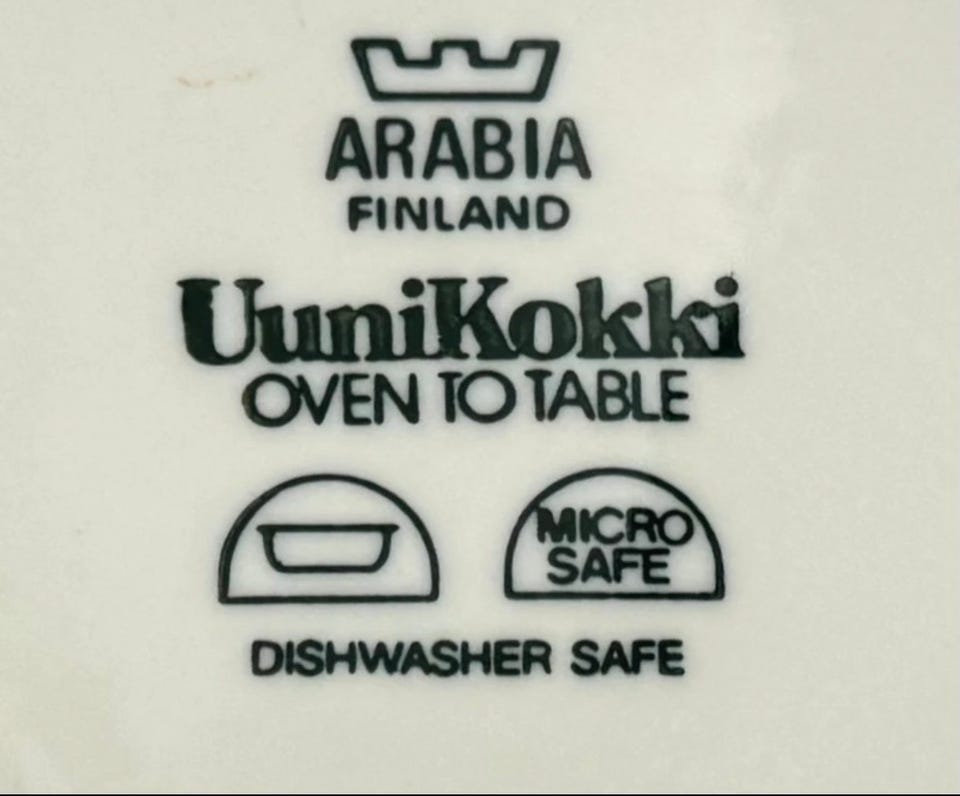 ARABIA
FINLAND
UuniKokki
OVEN TO TABLE
MICRO
SAFE
DISHWASHER SAFE